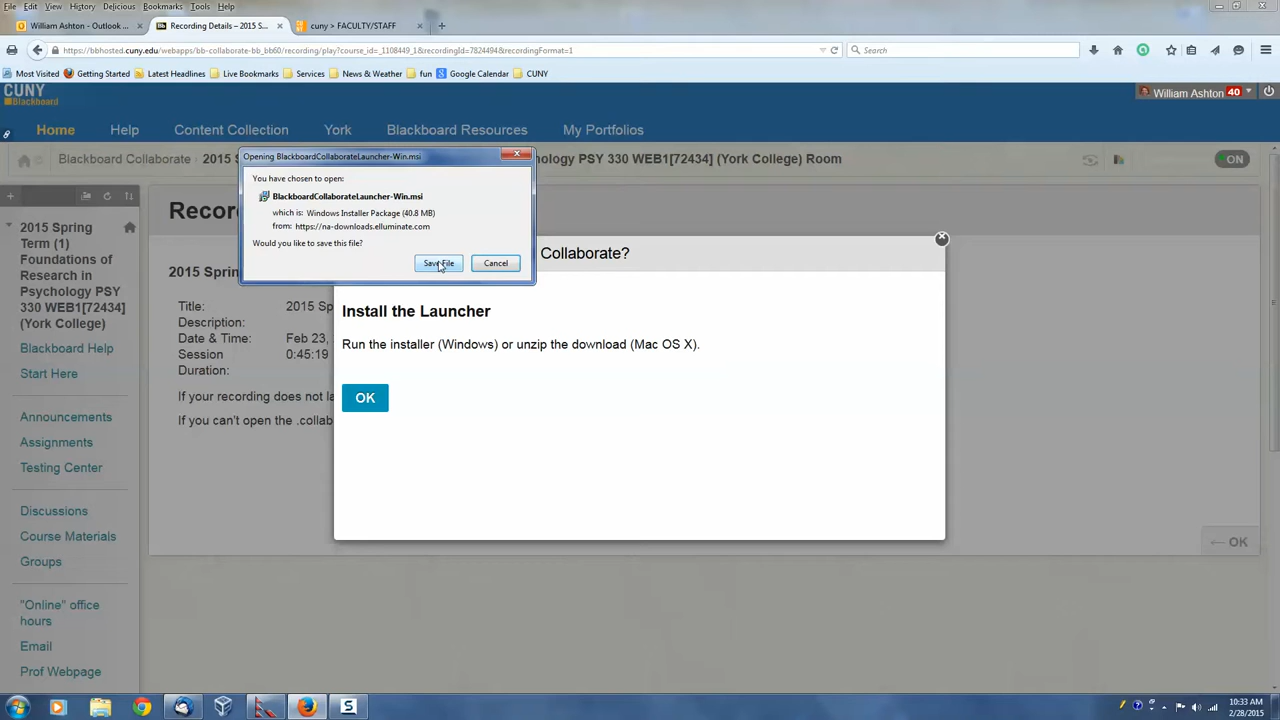 File Edit View History Delicious Bookmarks Tools Help
William Ashton - Outlook ... × Recording Details – 2015 S... × cuny > FACULTY/STAFF × +
https://bbhosted.cuny.edu/webapps/bb-collaborate-bb_bb60/recording/play?course_id=_1108449_1&recordingId=7824494&recordingFormat=1
Search
Most Visited Getting Started Latest Headlines Live Bookmarks Services News & Weather fun Google Calendar CUNY
CUNY
Blackboard
William Ashton 40
Home Help Content Collection York Blackboard Resources My Portfolios
Blackboard Collaborate 2015 S
ychology PSY 330 WEB1[72434] (York College) Room
ON
Opening BlackboardCollaborateLauncher-Win.msi
You have chosen to open:
BlackboardCollaborateLauncher-Win.msi
which is: Windows Installer Package (40.8 MB)
from: https://na-downloads.elluminate.com
Would you like to save this file?
Save File Cancel
2015 Spring
Term (1)
Foundations of
Research in
Psychology PSY
330 WEB1[72434]
(York College)
Blackboard Help
Start Here
Announcements
Assignments
Testing Center
Discussions
Course Materials
Groups
"Online" office
hours
Email
Prof Webpage
Recor
2015 Sprin
Title: 2015 Sp
Description:
Date & Time: Feb 23,
Session 0:45:19
Duration:
If your recording does not la
If you can't open the .collab
Collaborate?
Install the Launcher
Run the installer (Windows) or unzip the download (Mac OS X).
OK
OK
10:33 AM
2/28/2015